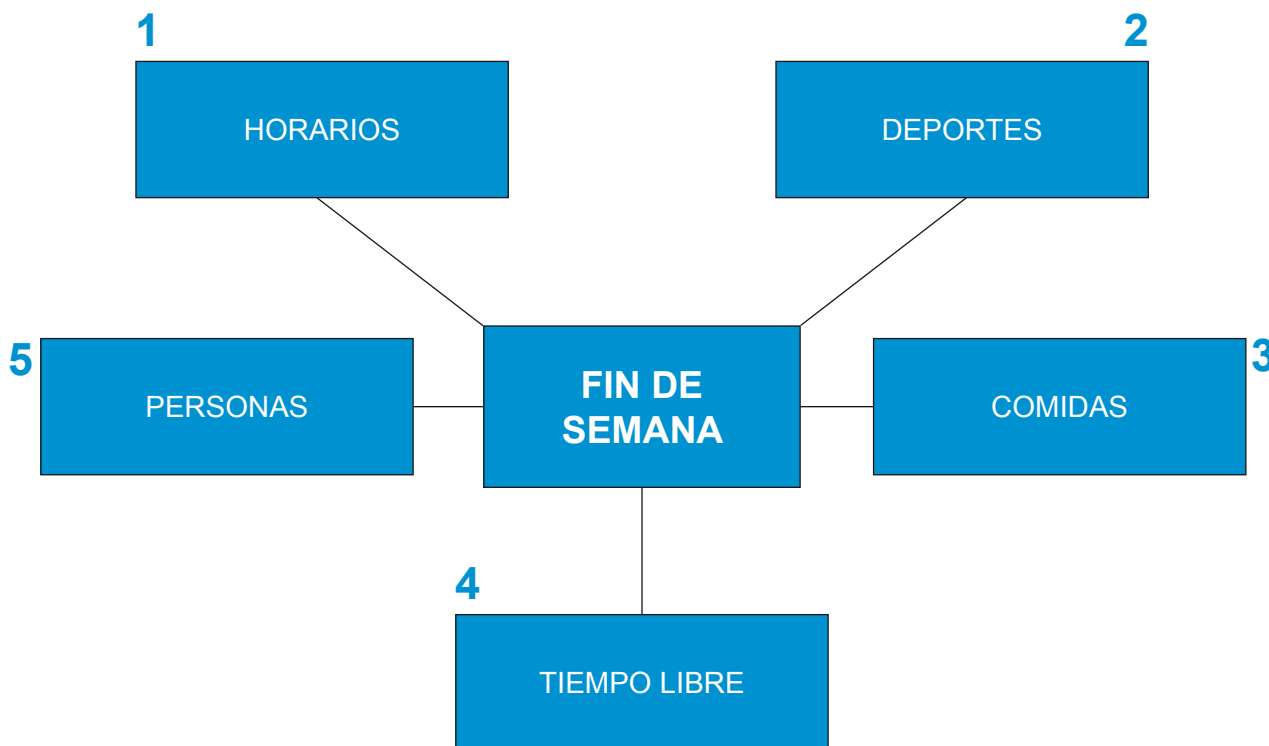 1
HORARIOS
2
DEPORTES
5
PERSONAS
FIN DE
SEMANA
3
COMIDAS
4
TIEMPO LIBRE